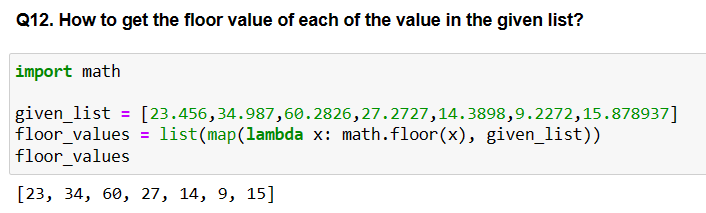 Q12. How to get the floor value of each of the value in the given list?
import math
given_list = [23.456,34.987,60.2826,27.2727,14.3898,9.2272,15.878937]
floor_values = list(map(lambda x: math.floor(x), given_list))
floor_values
[23, 34, 60, 27, 14, 9, 15]